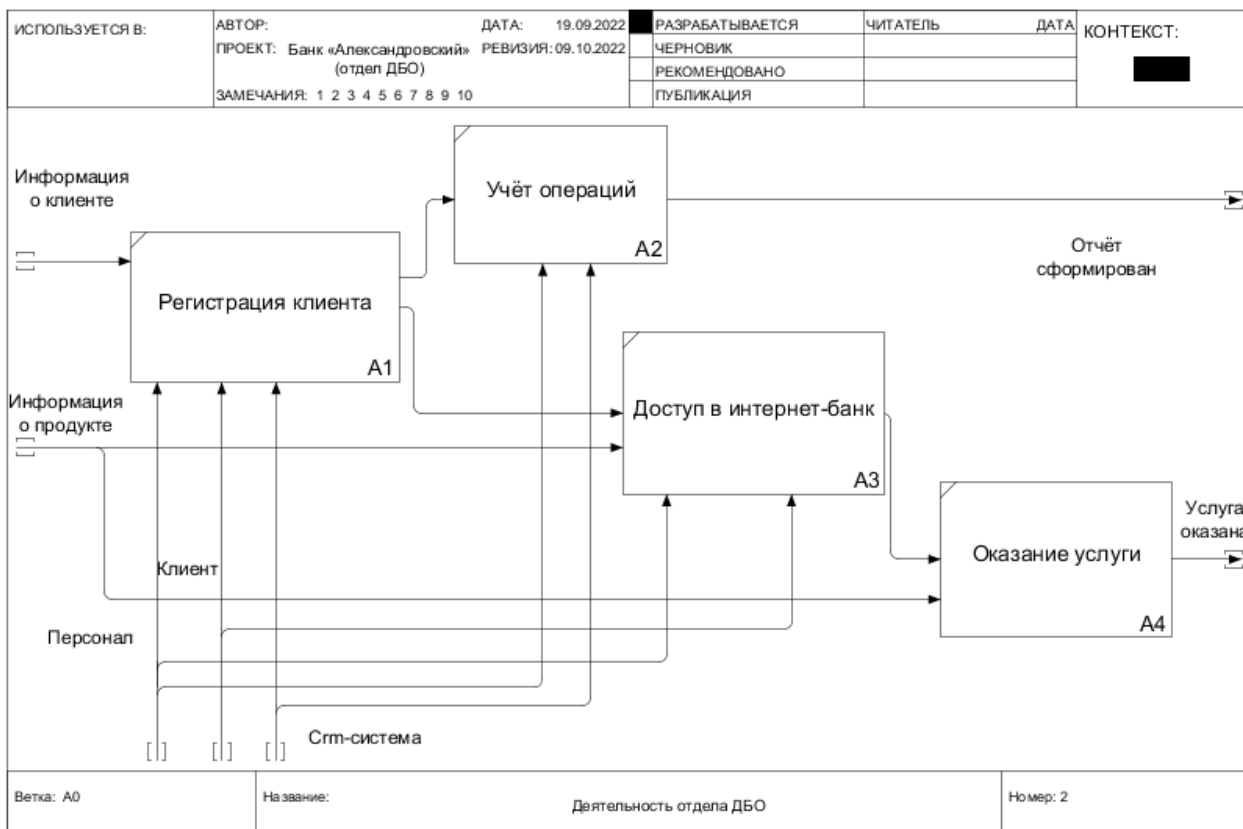 ИСПОЛЬЗУЕТСЯ В:
АВТОР:
ДАТА: 19.09.2022
ПРОЕКТ: Банк «Александровский»
(отдел ДБО)
РЕВИЗИЯ: 09.10.2022
ЗАМЕЧАНИЯ: 1 2 3 4 5 6 7 8 9 10
РАЗРАБАТЫВАЕТСЯ
ЧЕРНОВИК
РЕКОМЕНДОВАНО
ПУБЛИКАЦИЯ
ЧИТАТЕЛЬ
ДАТА
КОНТЕКСТ:
Информация
о клиенте
Учёт операций
A2
Отчёт
сформирован
Регистрация клиента
A1
Информация
о продукте
Доступ в интернет-банк
A3
Услуга
оказана
Оказание услуги
A4
Клиент
Персонал
Crm-система
Ветка: A0
Название:
Деятельность отдела ДБО
Номер: 2